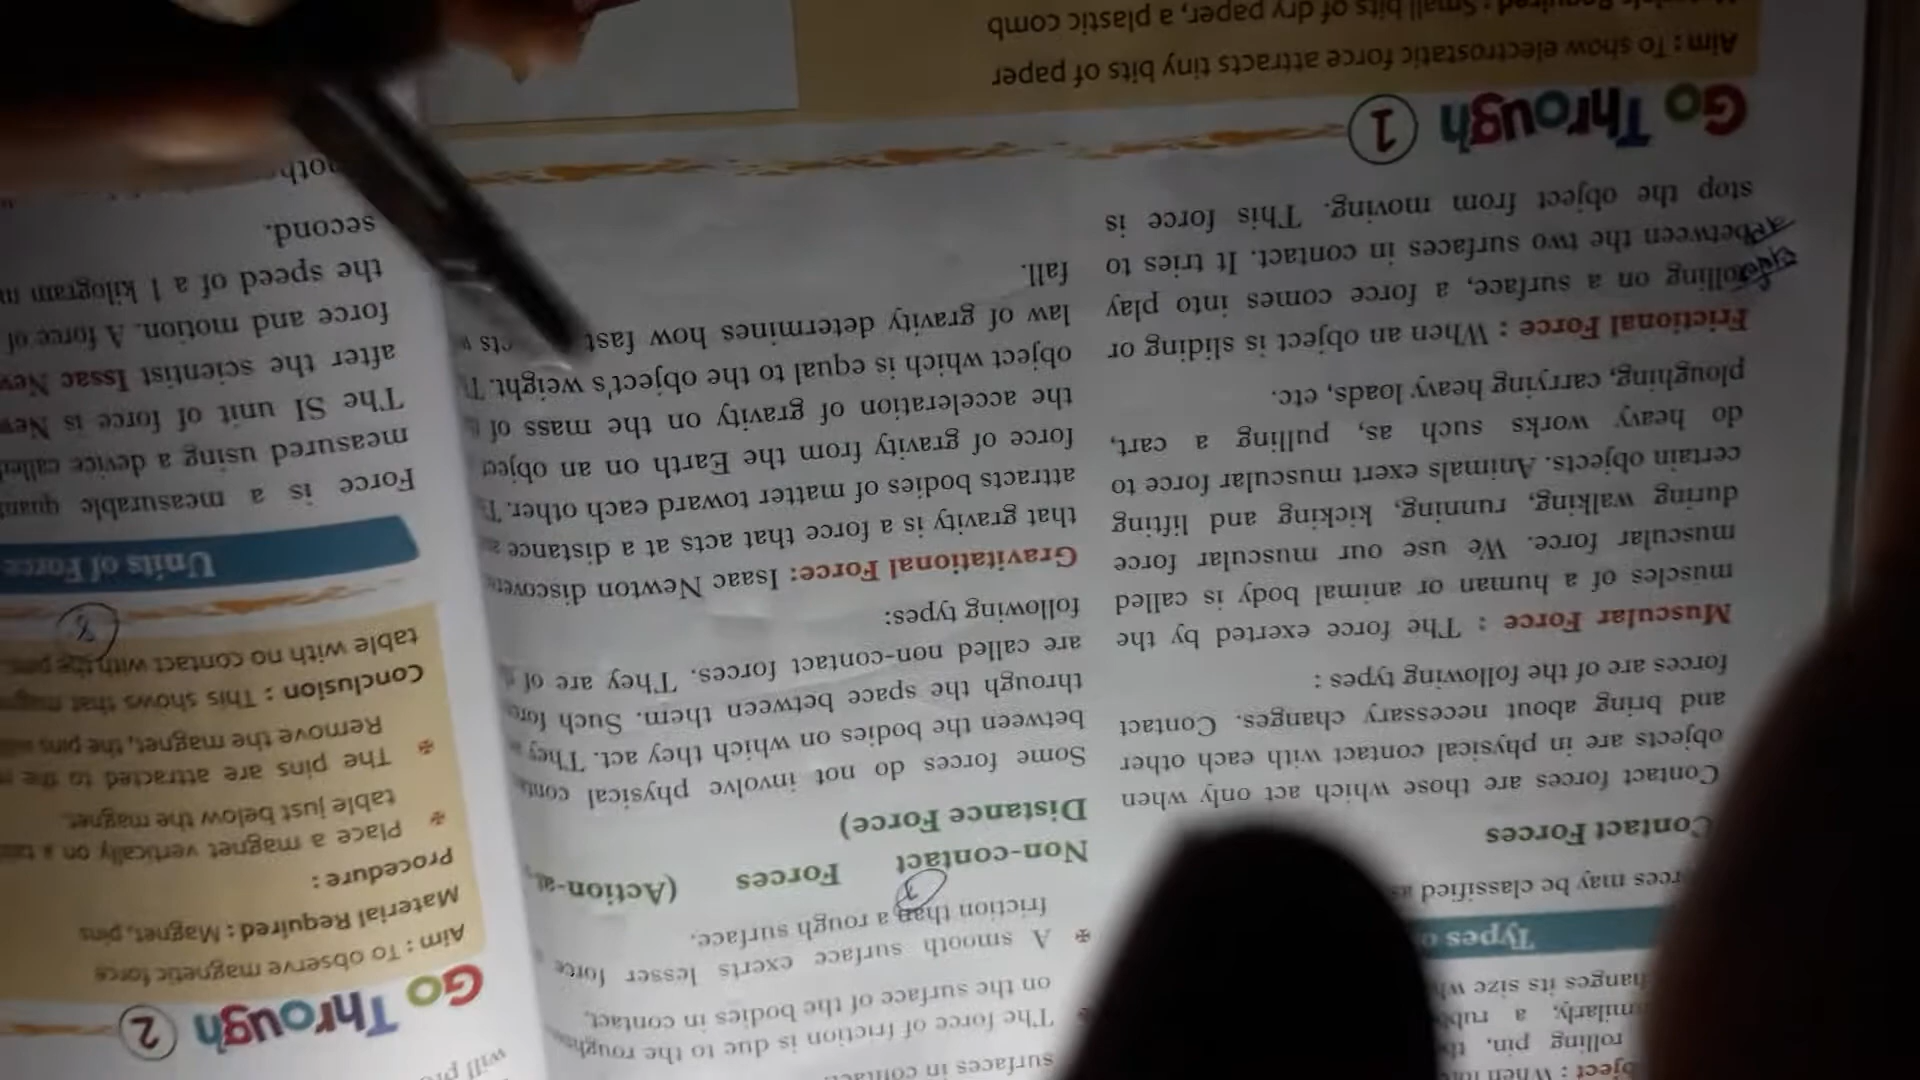 rolling pin,
a
changes its size
Types
may be classified
Contact Forces
Contact forces are those which act only when
objects are in physical contact with each other
and bring about necessary changes. Contact
forces are of the following types :
Muscular Force : The force exerted by the
muscles of a human or animal body is called
muscular force. We use our muscular force
during walking, running, kicking and lifting
certain objects. Animals exert muscular force to
do heavy works such as, pulling a cart,
ploughing, carrying heavy loads, etc.
Frictional Force : When an object is sliding or
rolling on a surface, a force comes into play
between the two surfaces in contact. It tries to
stop the object from moving. This force is
Go Through 1
Aim : To show electrostatic force attracts tiny bits of paper
Required : Small bits of dry paper, a plastic comb
surfaces in
The force of friction is due to the
on the surface of the bodies in contact.
A smooth surface exerts lesser force
friction than a rough surface.
Non-contact Forces (Action-at-
Distance Force)
Some forces do not involve physical
between the bodies on which they act. They
through the space between them. Such
are called non-contact forces. They are of
following types:
Gravitational Force: Isaac Newton
that gravity is a force that acts at a distance
attracts bodies of matter toward each other.
force of gravity from the Earth on an object
the acceleration of gravity on the mass of
object which is equal to the object's weight.
law of gravity determines how fast
fall.
will
Go Through 2
Aim : To observe magnetic force
Material Required : Magnet, pins
Procedure :
Place a magnet vertically on a
table just below the magnet.
The pins are attracted to the
Remove the magnet, the pins
Conclusion : This shows that
table with no contact with the
8
Units of Force
Force is a measurable
measured using a device
The SI unit of force is
after the scientist Issac
force and motion. A force of
the speed of a 1 kilogram
second.